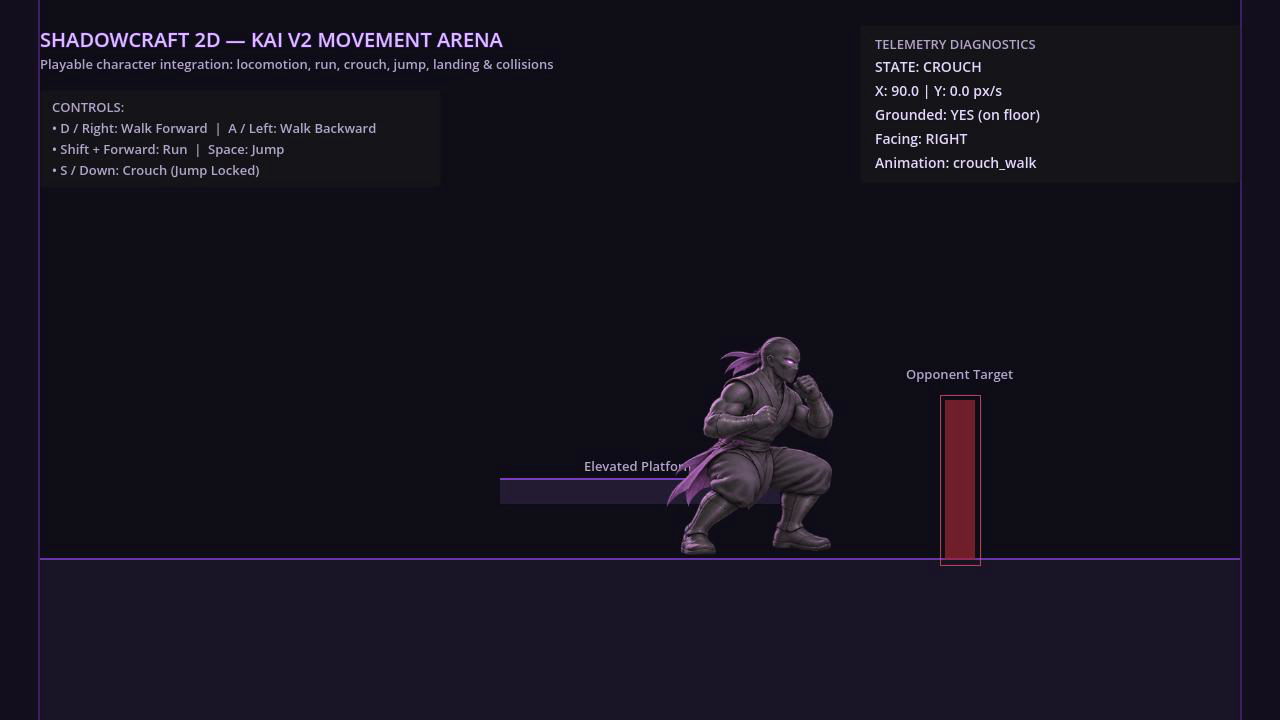 SHADOWCRAFT 2D — KAI V2 MOVEMENT ARENA
Playable character integration: locomotion, run, crouch, jump, landing & collisions
CONTROLS:
• D / Right: Walk Forward | A / Left: Walk Backward
• Shift + Forward: Run | Space: Jump
• S / Down: Crouch (Jump Locked)
TELEMETRY DIAGNOSTICS
STATE: CROUCH
X: 90.0 | Y: 0.0 px/s
Grounded: YES (on floor)
Facing: RIGHT
Animation: crouch_walk
Opponent Target
Elevated Platform